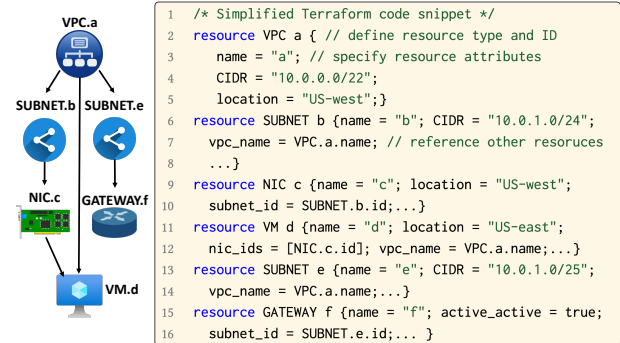 VPC.a
SUBNET.b SUBNET.e
NIC.c
GATEWAY.f
VM.d
1 /* Simplified Terraform code snippet */
2 resource VPC a { // define resource type and ID
3 name = "a"; // specify resource attributes
4 CIDR = "10.0.0.0/22";
5 location = "US-west";}
6 resource SUBNET b {name = "b"; CIDR = "10.0.1.0/24";
7 vpc_name = VPC.a.name; // reference other resoruces
8 ...}
9 resource NIC c {name = "c"; location = "US-west";
10 subnet_id = SUBNET.b.id;...}
11 resource VM d {name = "d"; location = "US-east";
12 nic_ids = [NIC.c.id]; vpc_name = VPC.a.name;...}
13 resource SUBNET e {name = "e"; CIDR = "10.0.1.0/25";
14 vpc_name = VPC.a.name;...}
15 resource GATEWAY f {name = "f"; active_active = true;
16 subnet_id = SUBNET.e.id;... }